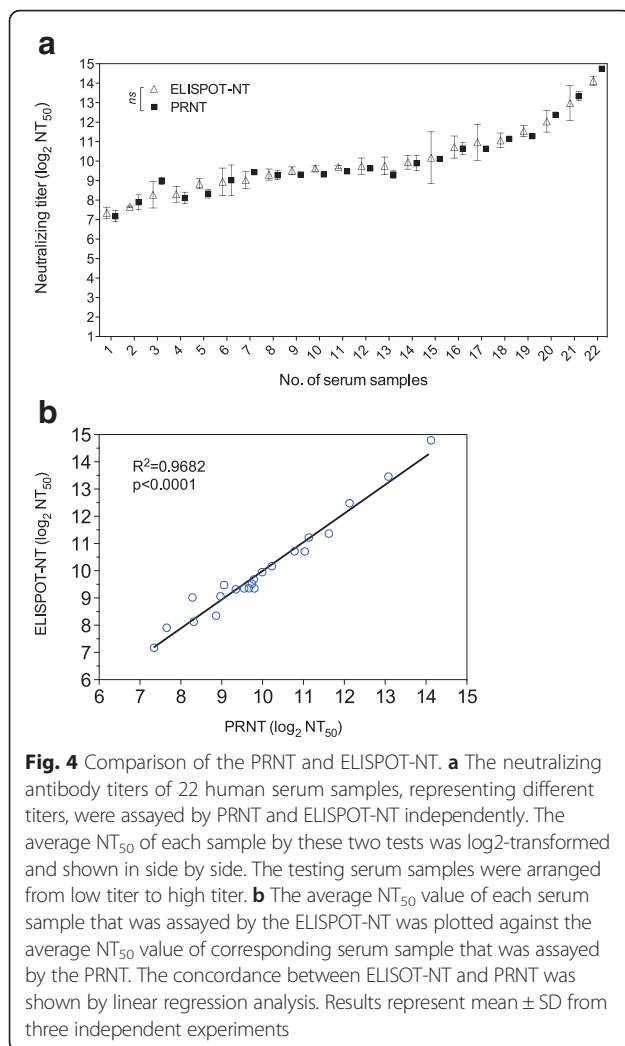 a
15
14
13
12
11
10
9
8
7
6
5
4
3
2
1
Neutralizing titer (log₂ NT₅₀)
ns
ELISPOT-NT
PRNT
1 2 3 4 5 6 7 8 9 10 11 12 13 14 15 16 17 18 19 20 21 22
No. of serum samples
b
15
14
13
12
11
10
9
8
7
6
ELISPOT-NT (log₂ NT₅₀)
R²=0.9682
p<0.0001
6 7 8 9 10 11 12 13 14 15
PRNT (log₂ NT₅₀)
Fig. 4 Comparison of the PRNT and ELISPOT-NT. a The neutralizing
antibody titers of 22 human serum samples, representing different
titers, were assayed by PRNT and ELISPOT-NT independently. The
average NT₅₀ of each sample by these two tests was log2-transformed
and shown in side by side. The testing serum samples were arranged
from low titer to high titer. b The average NT₅₀ value of each serum
sample that was assayed by the ELISPOT-NT was plotted against the
average NT₅₀ value of corresponding serum sample that was assayed
by the PRNT. The concordance between ELISOT-NT and PRNT was
shown by linear regression analysis. Results represent mean ± SD from
three independent experiments